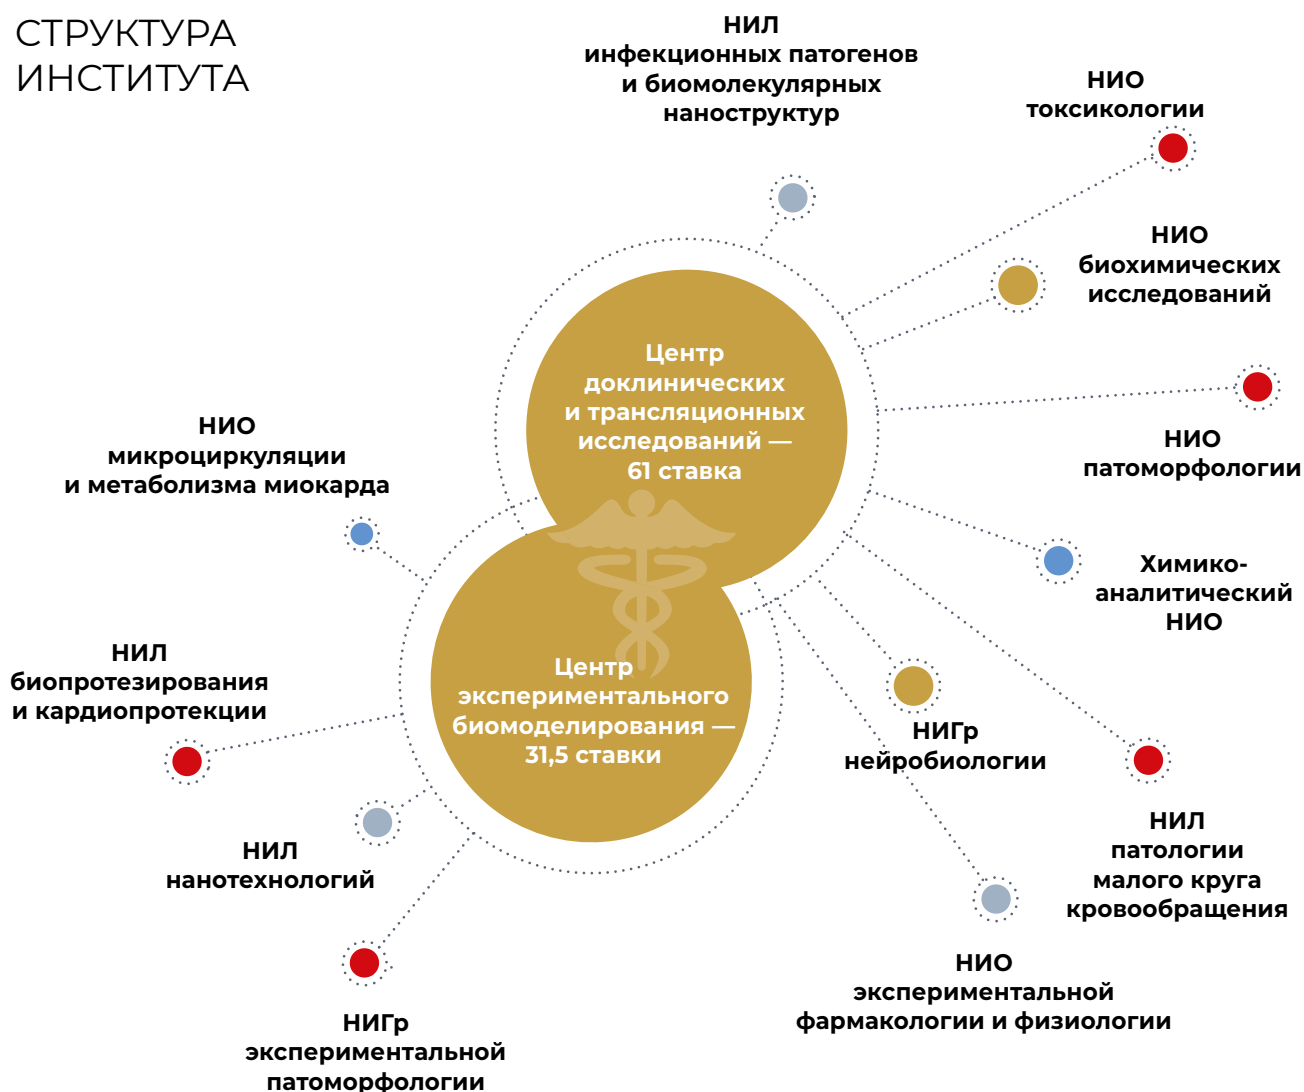 СТРУКТУРА
ИНСТИТУТА
НИЛ
инфекционных патогенов
и биомолекулярных
наноструктур
НИО
токсикологии
НИО
биохимических
исследований
Центр
доклинических
и трансляционных
исследований —
61 ставка
НИО
патоморфологии
НИО
микроциркуляции
и метаболизма миокарда
Химико-
аналитический
НИО
НИЛ
биопротезирования
и кардиопротекции
Центр
экспериментального
биомоделирования —
31,5 ставки
НИГр
нейробиологии
НИЛ
патологии
малого круга
кровообращения
НИЛ
нанотехнологий
НИО
экспериментальной
фармакологии и физиологии
НИГр
экспериментальной
патоморфологии